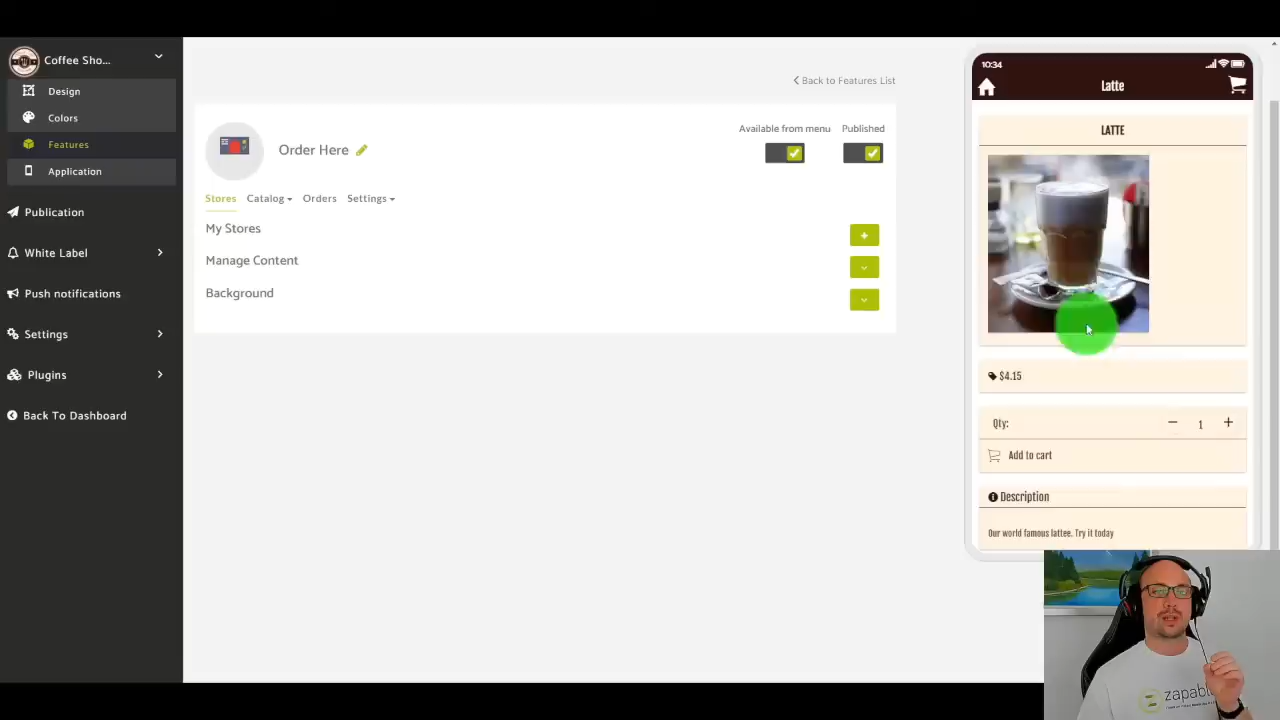 Coffee Sho...
Design
Colors
Features
Application
Publication
White Label
Push notifications
Settings
Plugins
Back To Dashboard
Back to Features List
Order Here
Available from menu
Published
Stores
Catalog
Orders
Settings
My Stores
Manage Content
Background
10:34
Latte
LATTE
$4.15
Qty:
1
Add to cart
Description
Our world famous lattee. Try it today